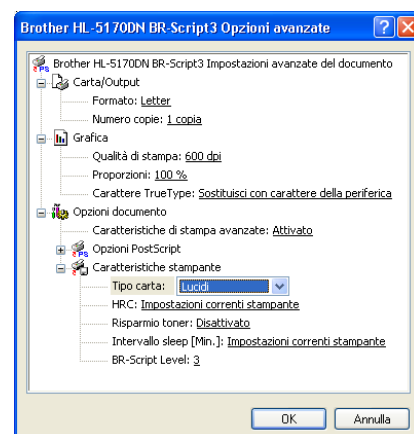 Brother HL-5170DN BR-Script3 Opzioni avanzate
Brother HL-5170DN BR-Script3 Impostazioni avanzate del documento
Carta/Output
Formato: Letter
Numero copie: 1 copia
Grafica
Qualità di stampa: 600 dpi
Proporzioni: 100 %
Carattere TrueType: Sostituisci con carattere della periferica
Opzioni documento
Caratteristiche di stampa avanzate: Attivato
Opzioni PostScript
Caratteristiche stampante
Tipo carta: Lucidi
HRC: Impostazioni correnti stampante
Risparmio toner: Disattivato
Intervallo sleep [Min.]: Impostazioni correnti stampante
BR-Script Level: 3
OK Annulla